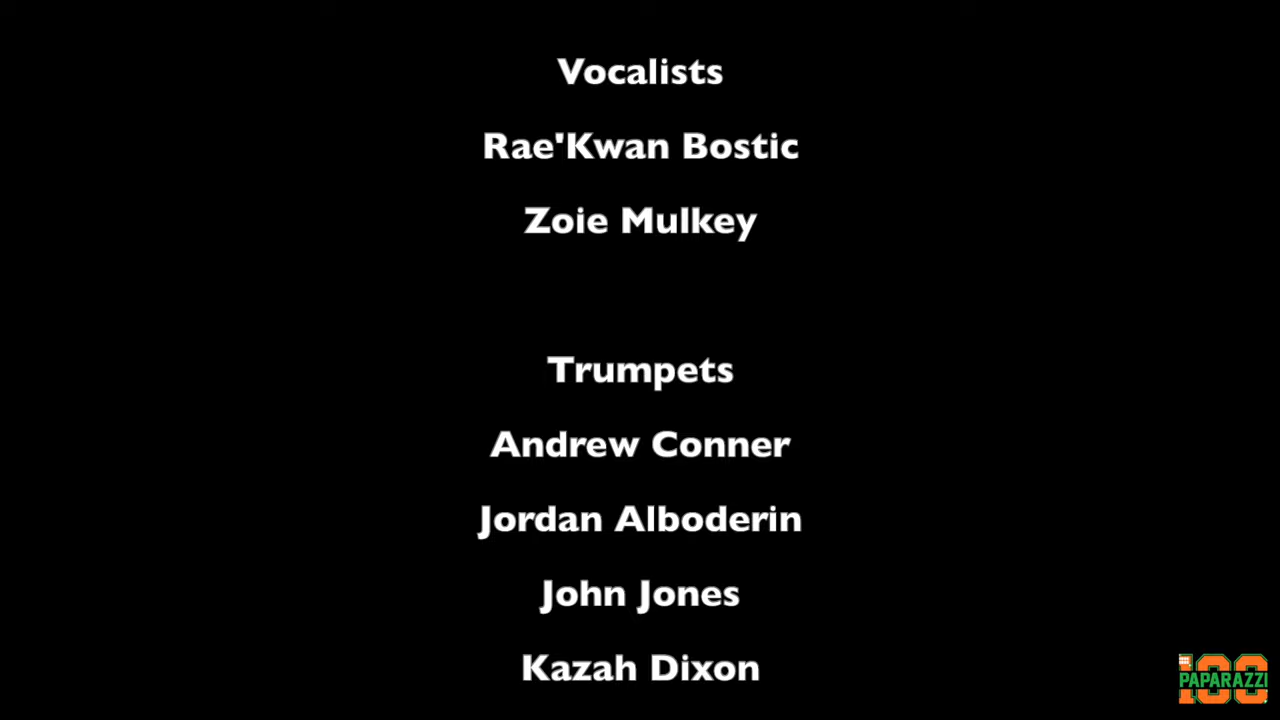 Vocalists
Rae'Kwan Bostic
Zoie Mulkey
Trumpets
Andrew Conner
Jordan Alboderin
John Jones
Kazah Dixon
100
PAPARAZZI